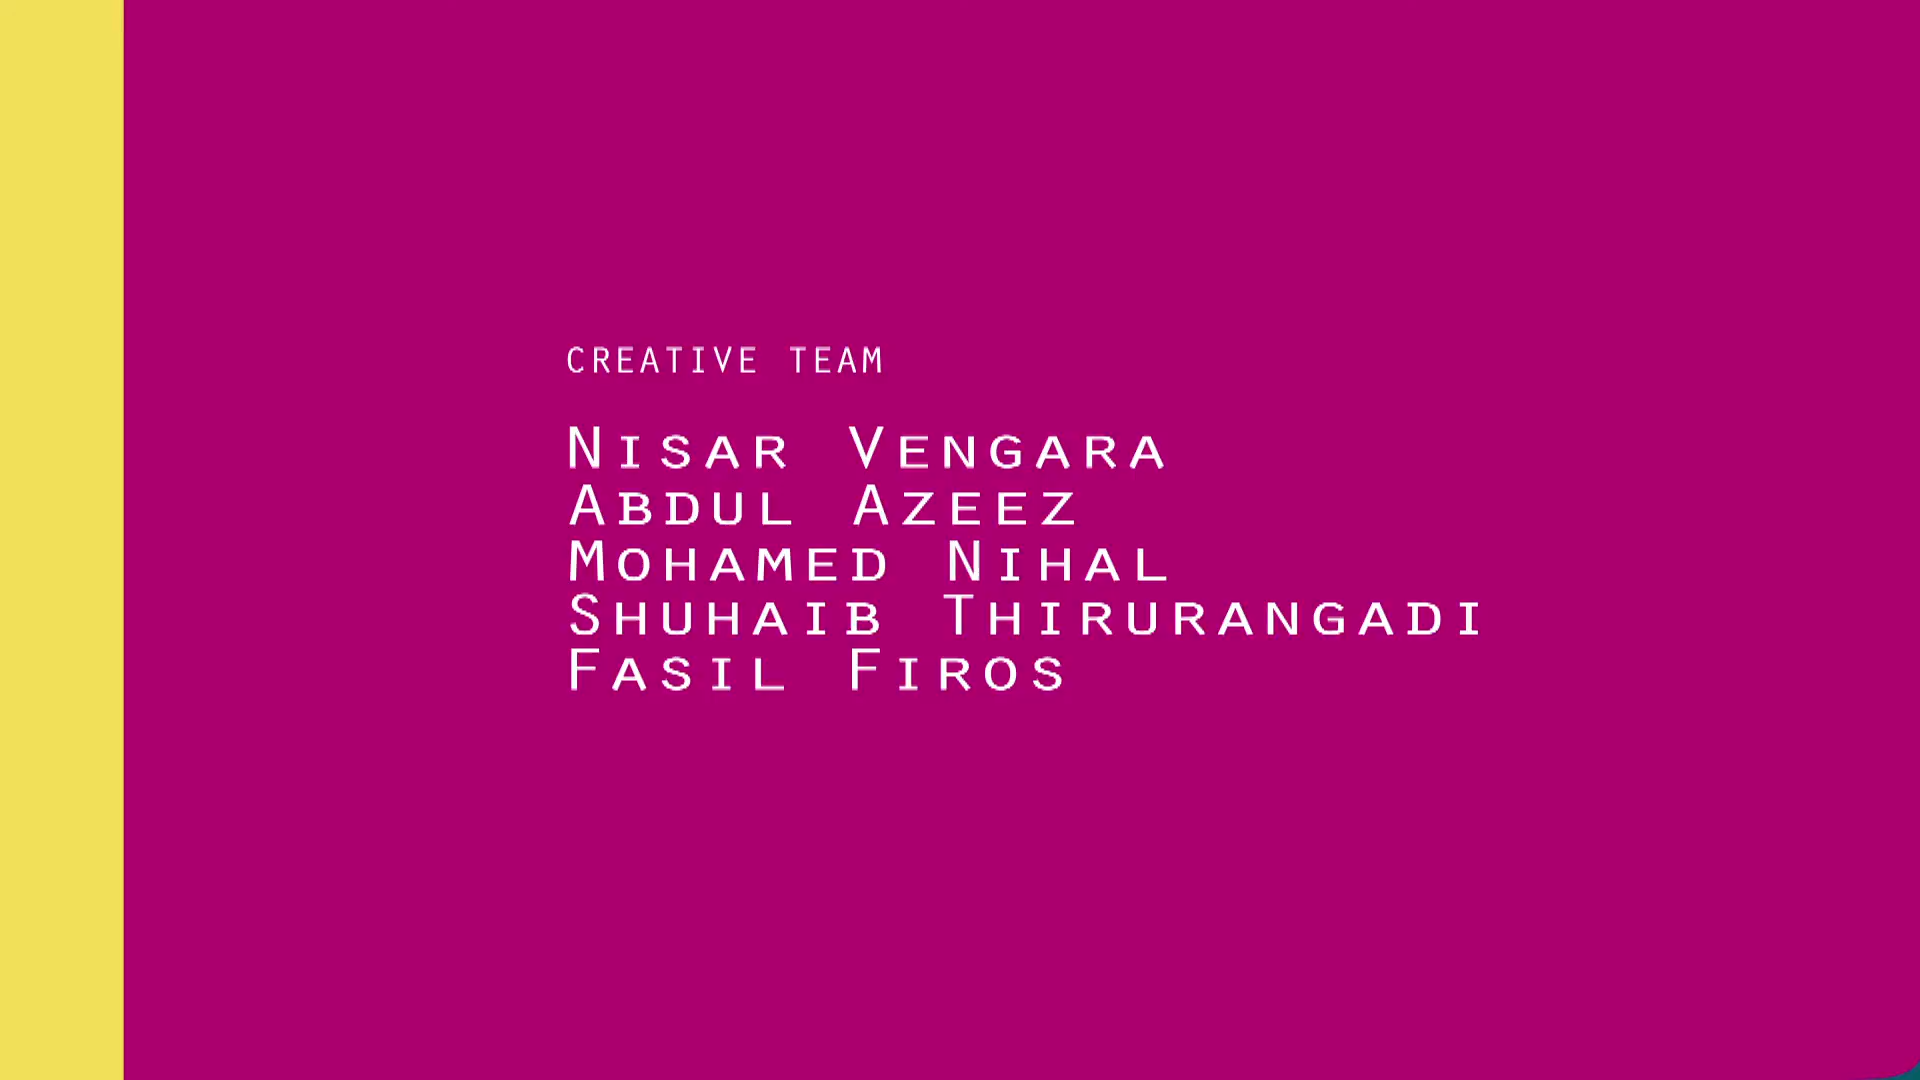 CREATIVE TEAM
NISAR VENGARA
ABDUL AZEEZ
MOHAMED NIHAL
SHUHAIB THIRURANGADI
FASIL FIROS